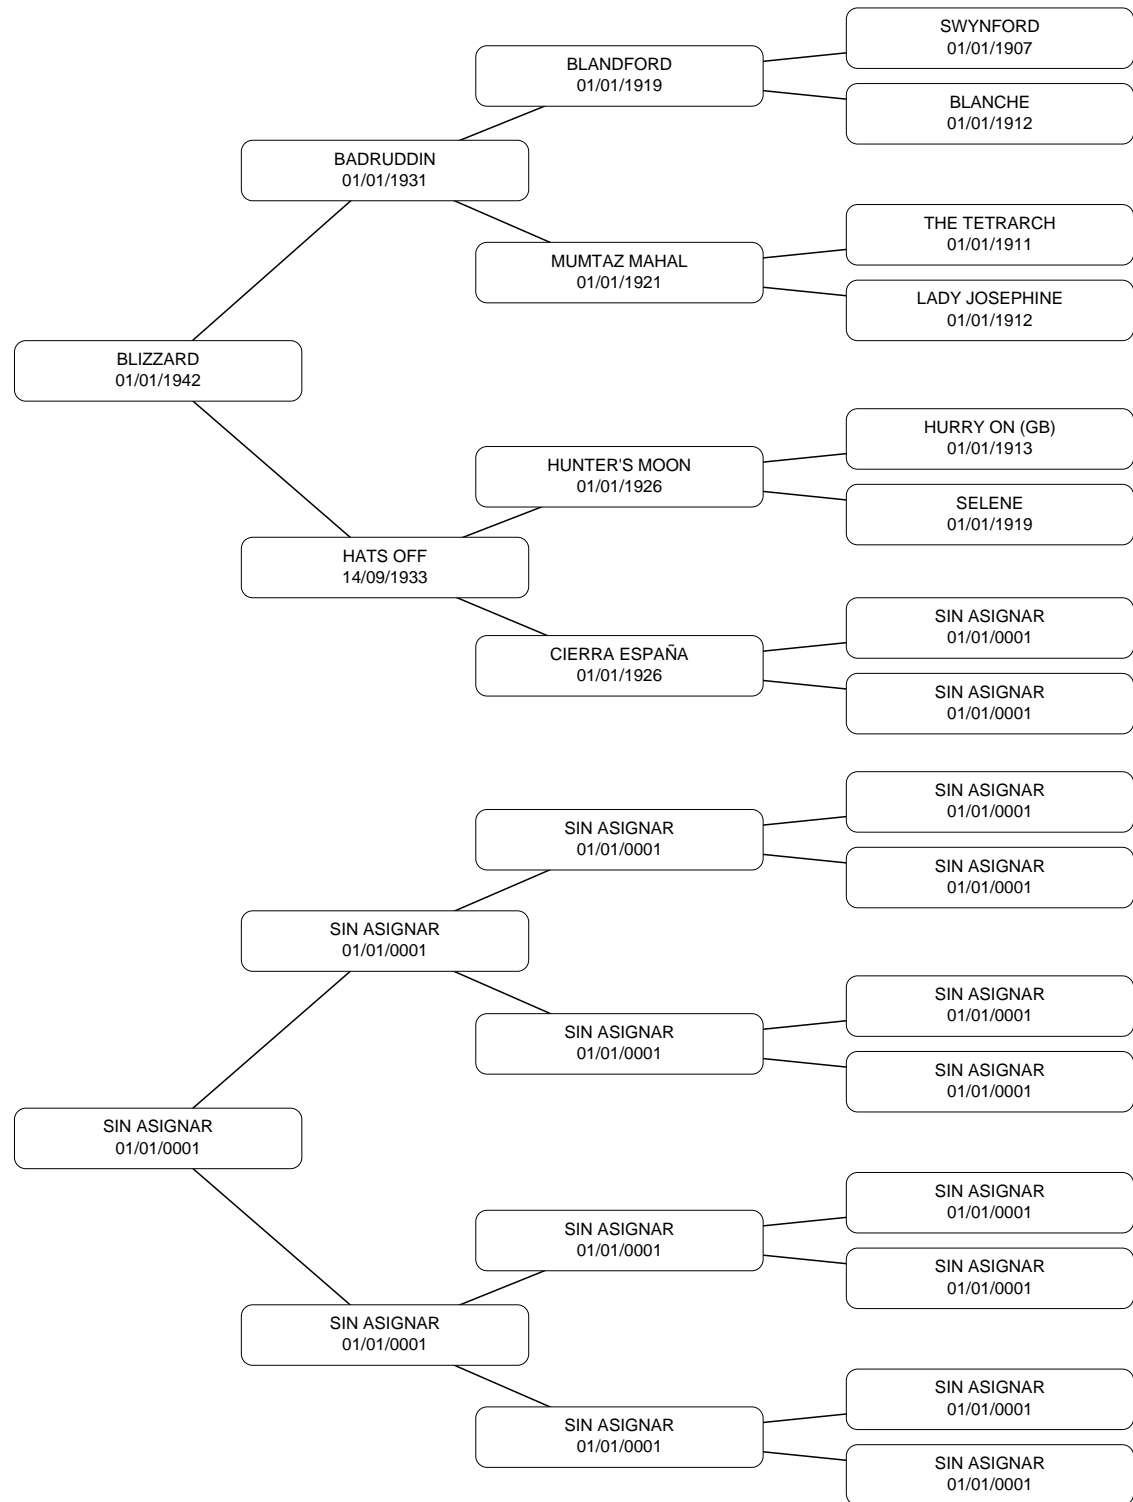 SWYNFORD
01/01/1907
BLANDFORD
01/01/1919
BLANCHE
01/01/1912
BADRUDDIN
01/01/1931
THE TETRARCH
01/01/1911
MUMTAZ MAHAL
01/01/1921
LADY JOSEPHINE
01/01/1912
BLIZZARD
01/01/1942
HURRY ON (GB)
01/01/1913
HUNTER'S MOON
01/01/1926
SELENE
01/01/1919
HATS OFF
14/09/1933
SIN ASIGNAR
01/01/0001
CIERRA ESPAÑA
01/01/1926
SIN ASIGNAR
01/01/0001
SIN ASIGNAR
01/01/0001
SIN ASIGNAR
01/01/0001
SIN ASIGNAR
01/01/0001
SIN ASIGNAR
01/01/0001
SIN ASIGNAR
01/01/0001
SIN ASIGNAR
01/01/0001
SIN ASIGNAR
01/01/0001
SIN ASIGNAR
01/01/0001
SIN ASIGNAR
01/01/0001
SIN ASIGNAR
01/01/0001
SIN ASIGNAR
01/01/0001
SIN ASIGNAR
01/01/0001
SIN ASIGNAR
01/01/0001
SIN ASIGNAR
01/01/0001
SIN ASIGNAR
01/01/0001